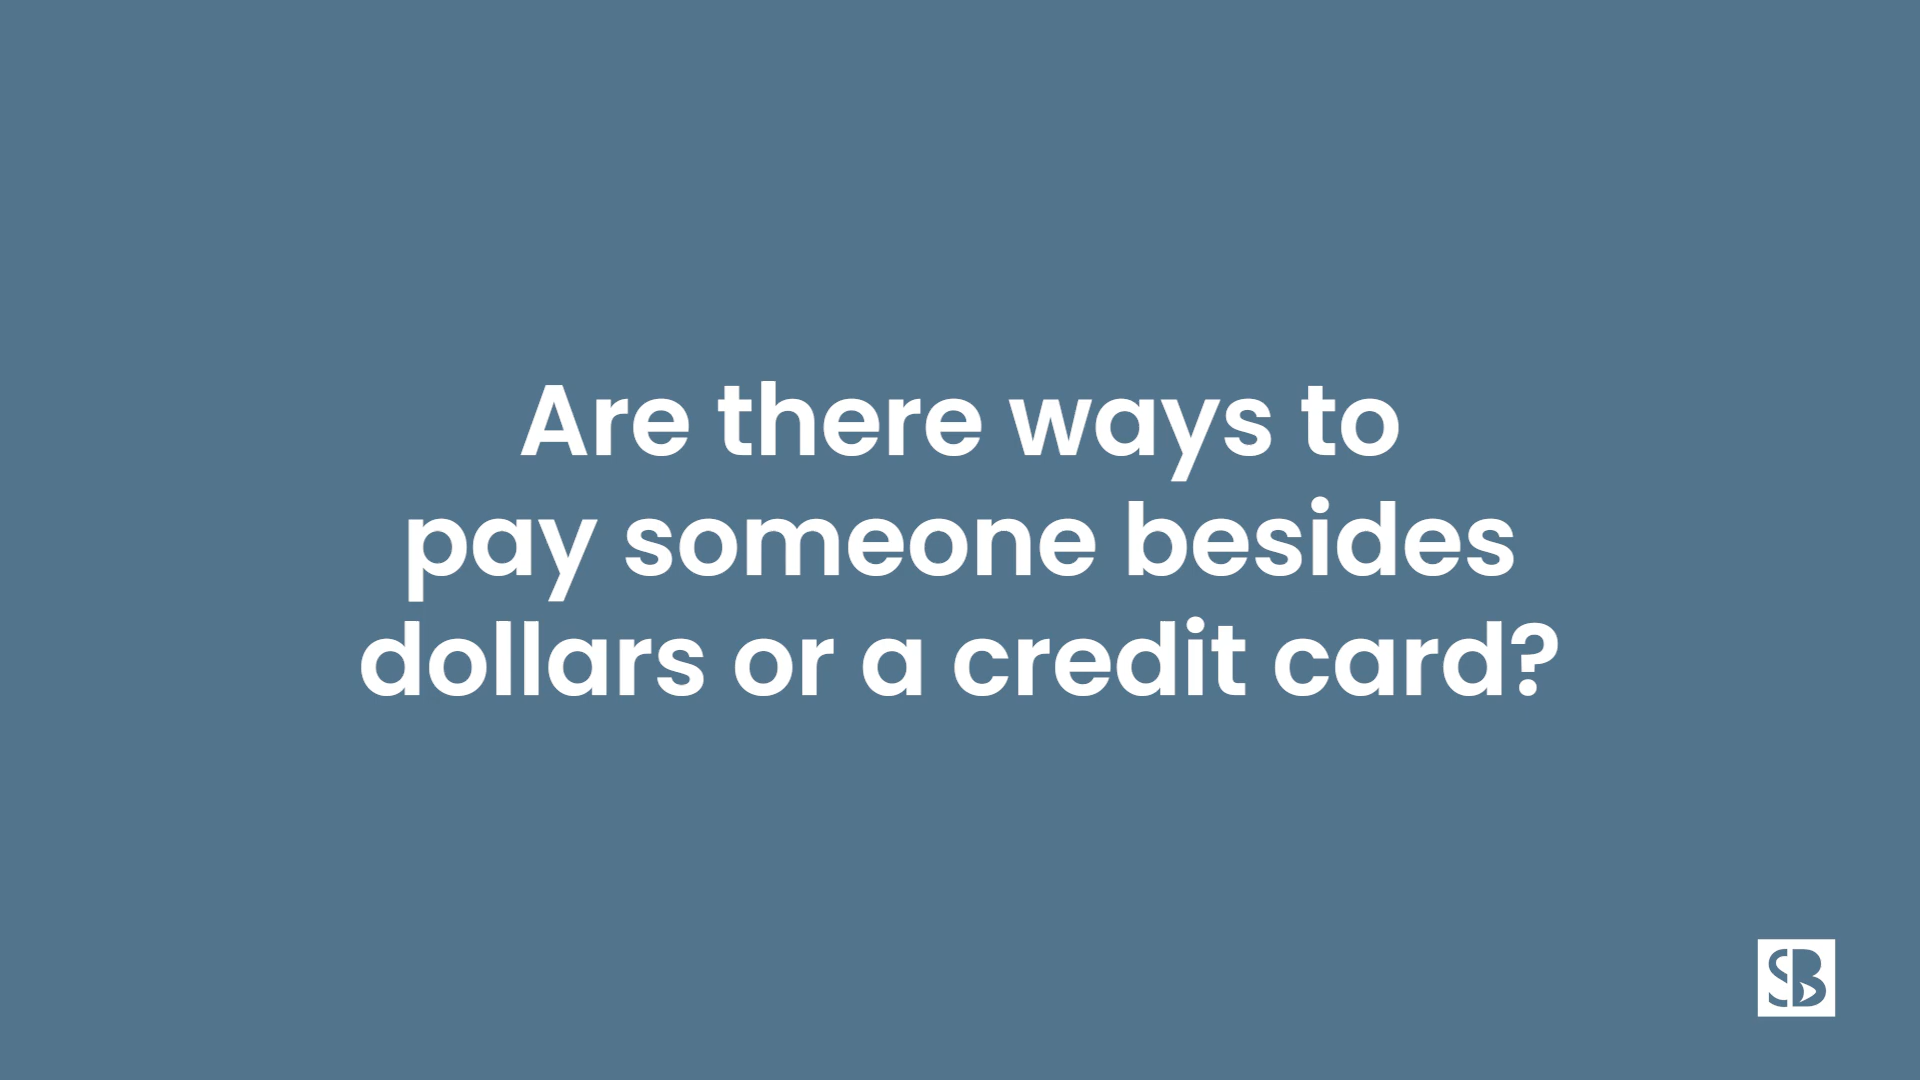 Are there ways to
pay someone besides
dollars or a credit card?
SB